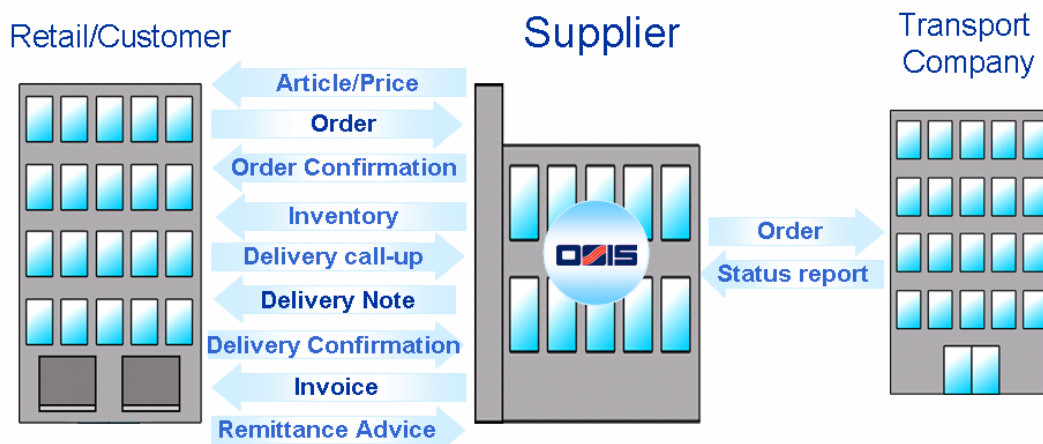 Retail/Customer
Supplier
Transport
Company
Article/Price
Order
Order Confirmation
Inventory
Delivery call-up
Delivery Note
Delivery Confirmation
Invoice
Remittance Advice
OSIS
Order
Status report